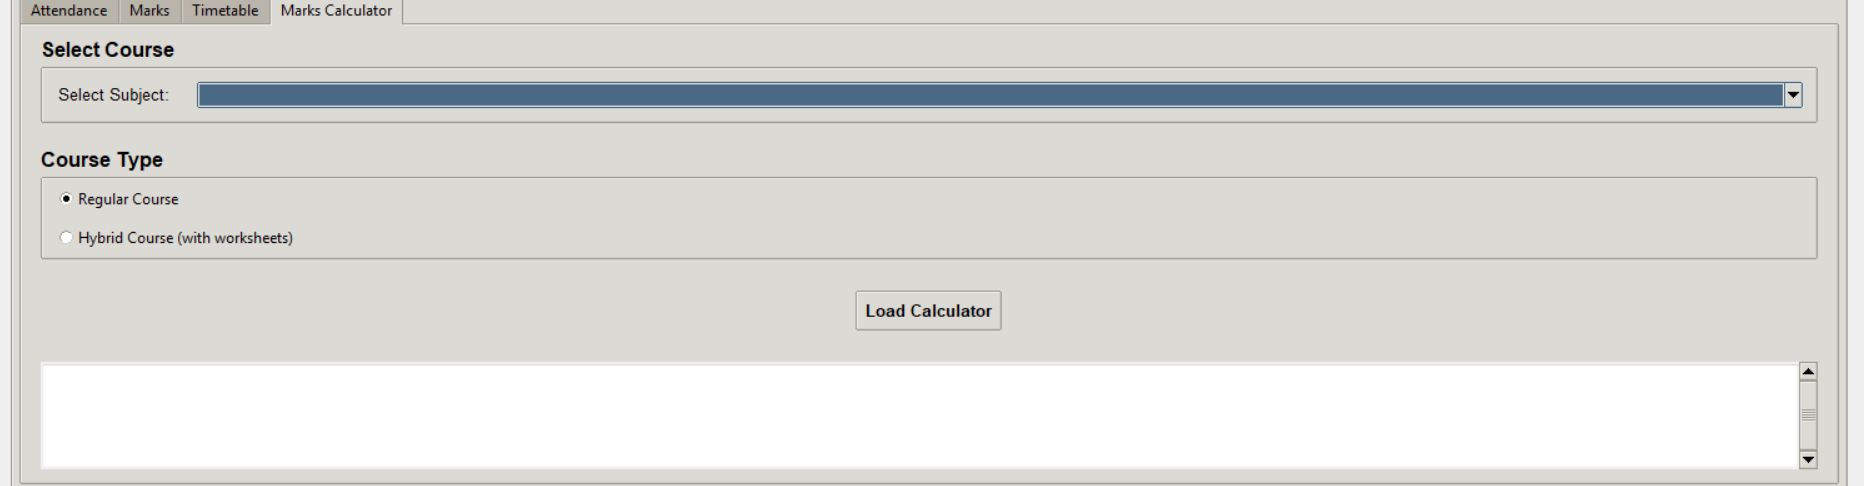 Attendance Marks Timetable Marks Calculator
Select Course
Select Subject:
Course Type
Regular Course
Hybrid Course (with worksheets)
Load Calculator